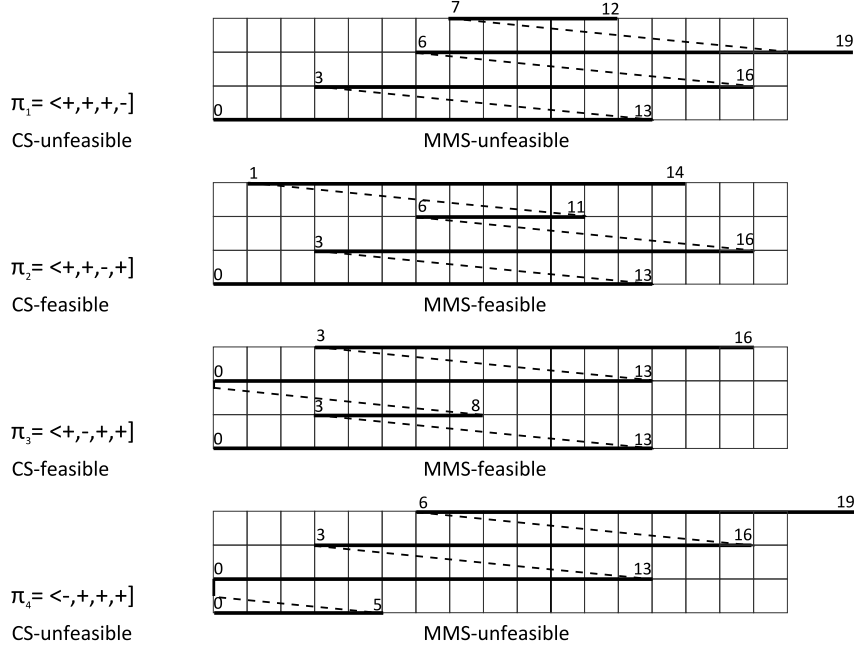 7 12
6 19
3 16
π₁= <+,+,+,-] 0 13
CS-unfeasible MMS-unfeasible
1 14
6 11
3 16
π₂= <+,+,-,+] 0 13
CS-feasible MMS-feasible
3 16
0 13
3 8
π₃= <+,-,+,+] 0 13
CS-feasible MMS-feasible
6 19
3 16
0 13
π₄= <-,+,+,+] 0 5
CS-unfeasible MMS-unfeasible